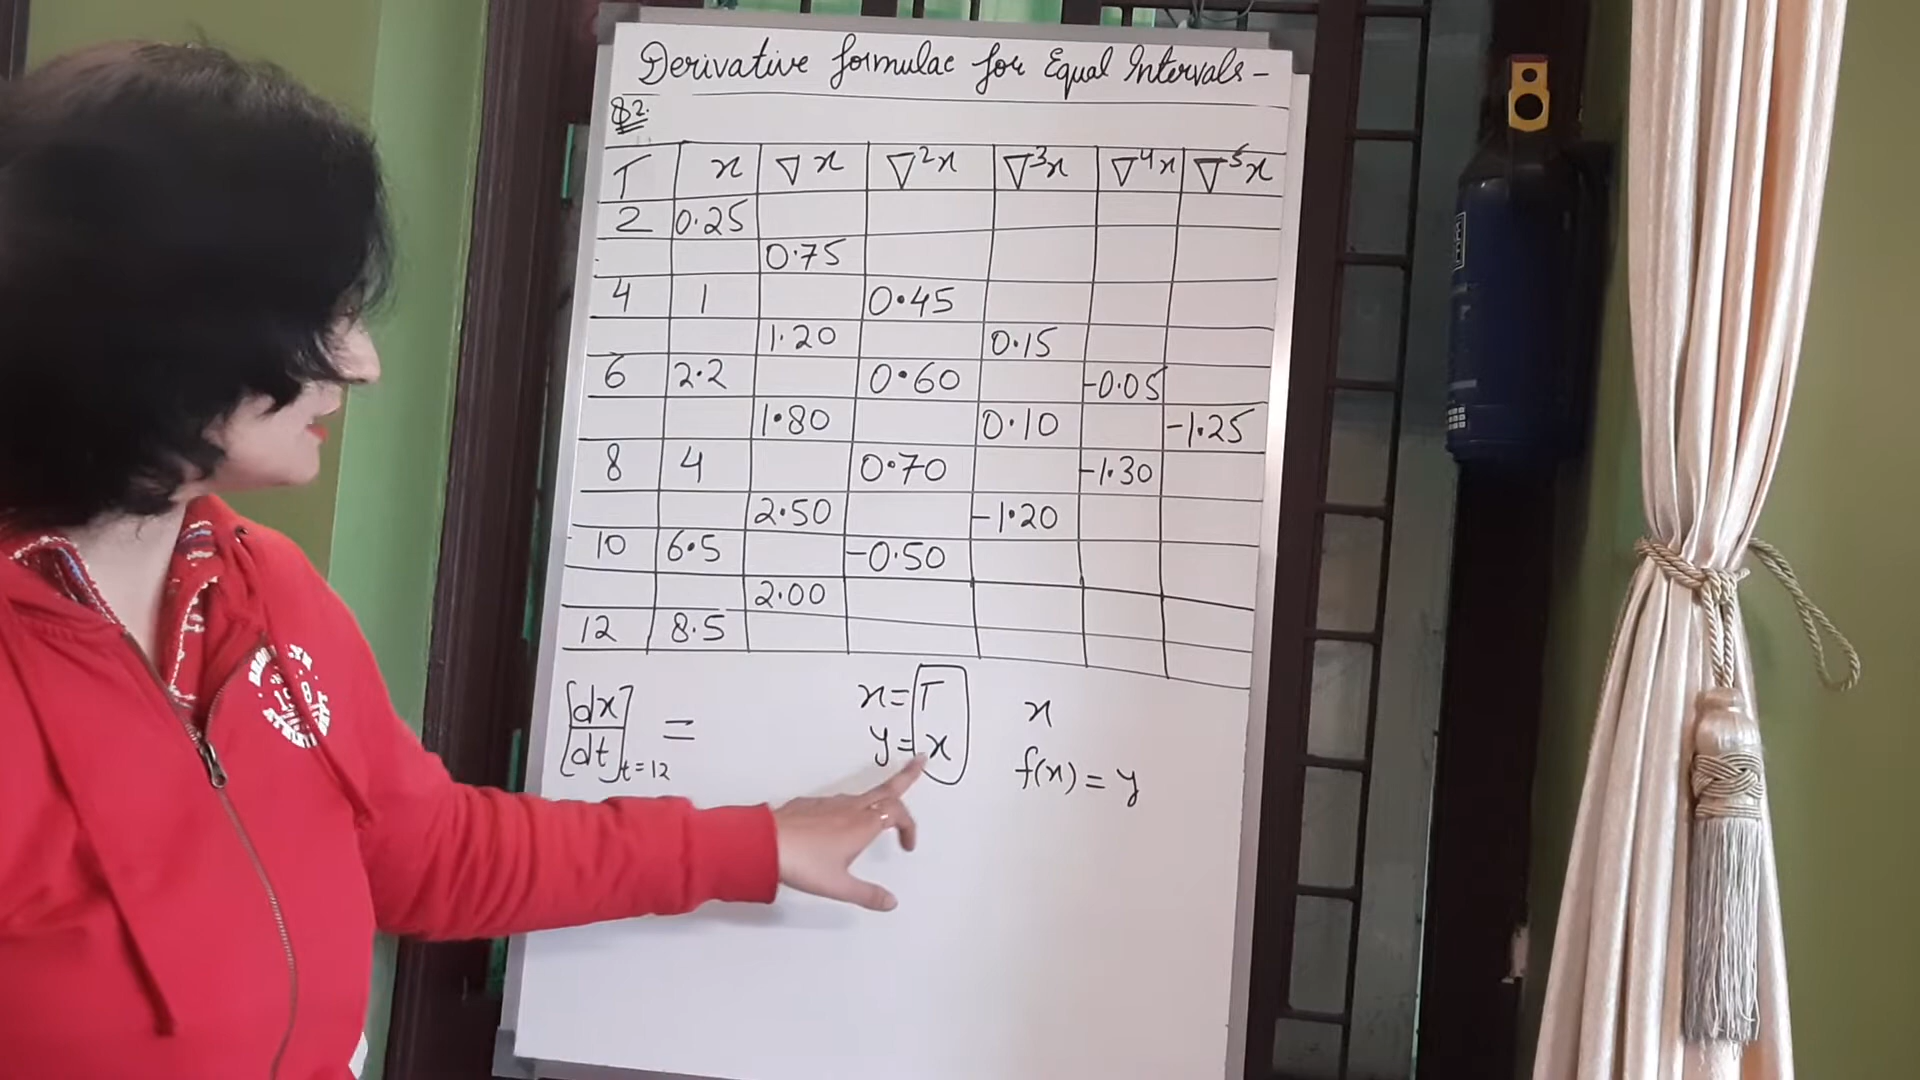 Derivative formulae for Equal Intervals –
Q2.
T x ∇x ∇²x ∇³x ∇⁴x ∇⁵x
2 0.25
0.75
4 1 0.45
1.20 0.15
6 2.2 0.60 -0.05
1.80 0.10 -1.25
8 4 0.70 -1.30
2.50 -1.20
10 6.5 -0.50
2.00
12 8.5
[dx/dt]t=12 =
x = T
y = x
x
f(x) = y